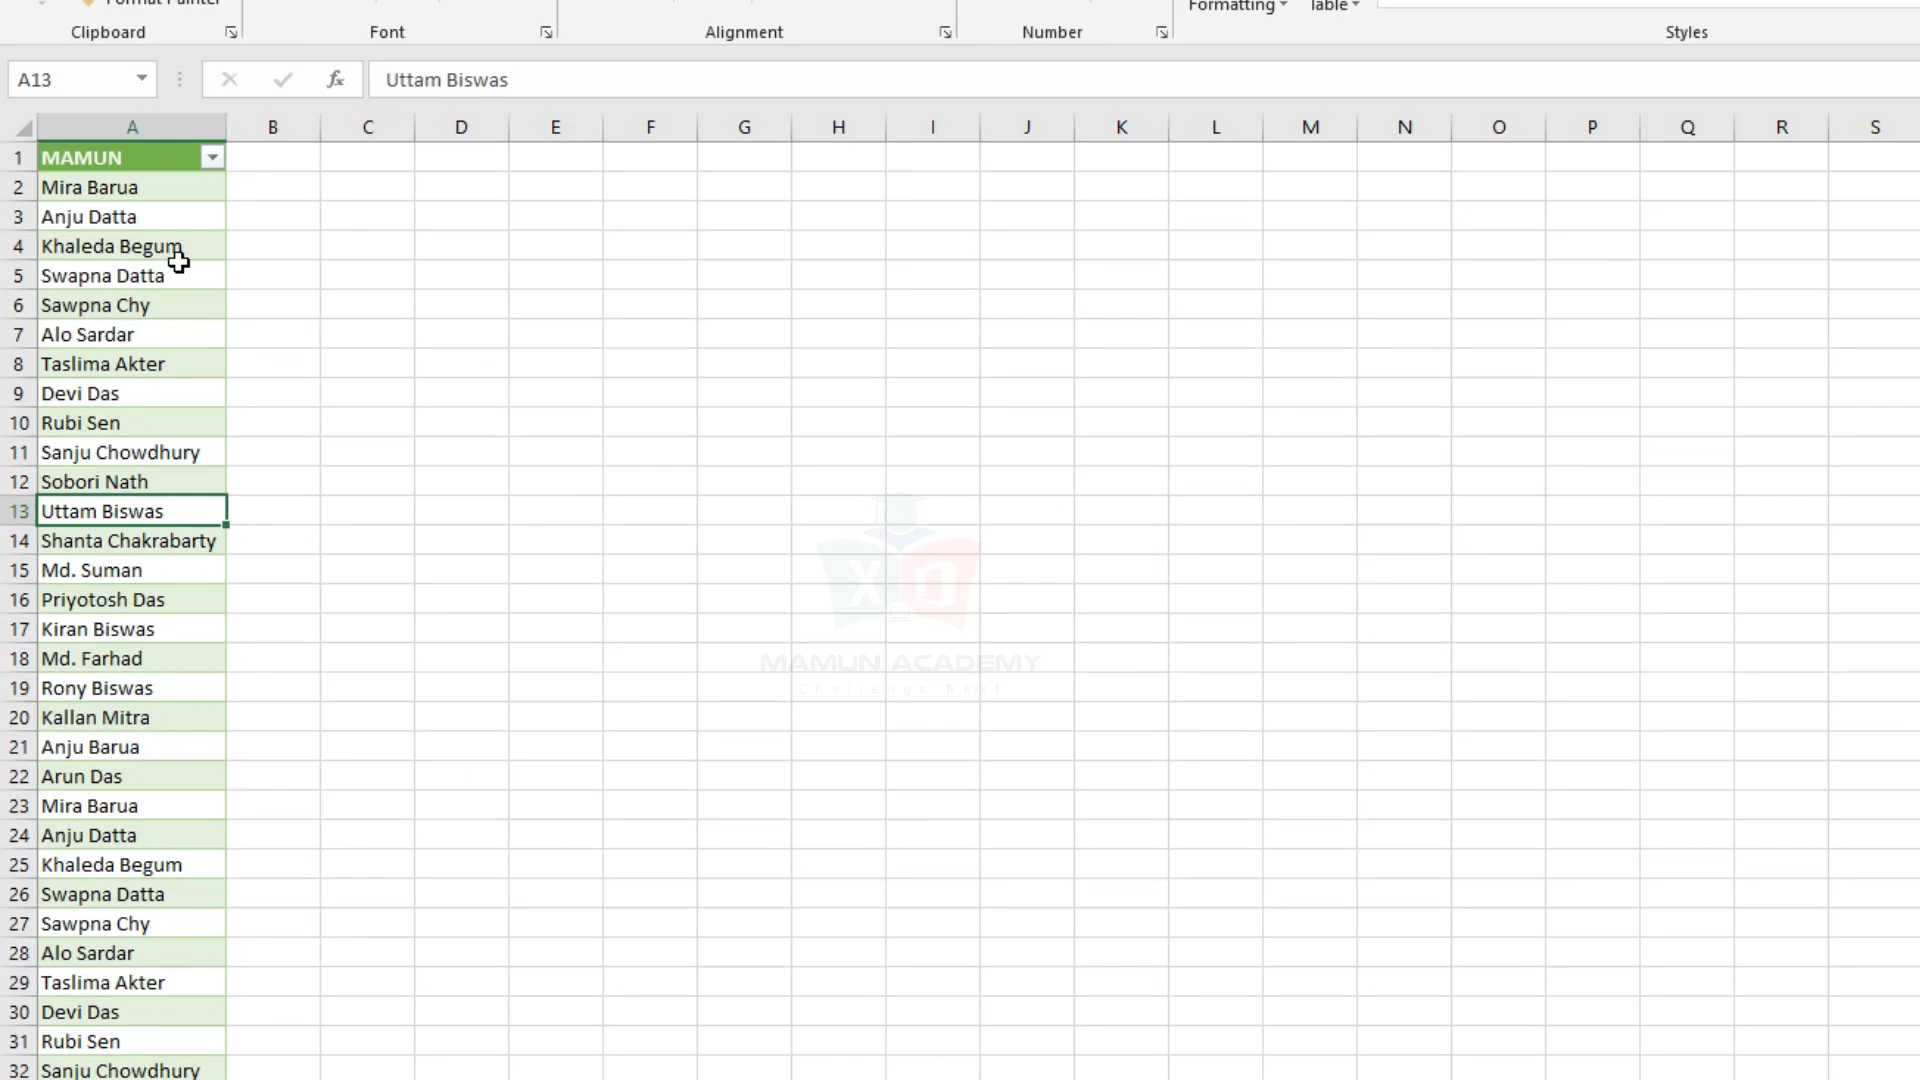 Format Painter
Formatting Table
Clipboard Font Alignment Number Styles
A13 fx Uttam Biswas
A B C D E F G H I J K L M N O P Q R S
1 MAMUN
2 Mira Barua
3 Anju Datta
4 Khaleda Begum
5 Swapna Datta
6 Sawpna Chy
7 Alo Sardar
8 Taslima Akter
9 Devi Das
10 Rubi Sen
11 Sanju Chowdhury
12 Sobori Nath
13 Uttam Biswas
14 Shanta Chakrabarty
15 Md. Suman
16 Priyotosh Das
17 Kiran Biswas
18 Md. Farhad
19 Rony Biswas
20 Kallan Mitra
21 Anju Barua
22 Arun Das
23 Mira Barua
24 Anju Datta
25 Khaleda Begum
26 Swapna Datta
27 Sawpna Chy
28 Alo Sardar
29 Taslima Akter
30 Devi Das
31 Rubi Sen
32 Sanju Chowdhury
X
MAMUN ACADEMY
Challenge Next